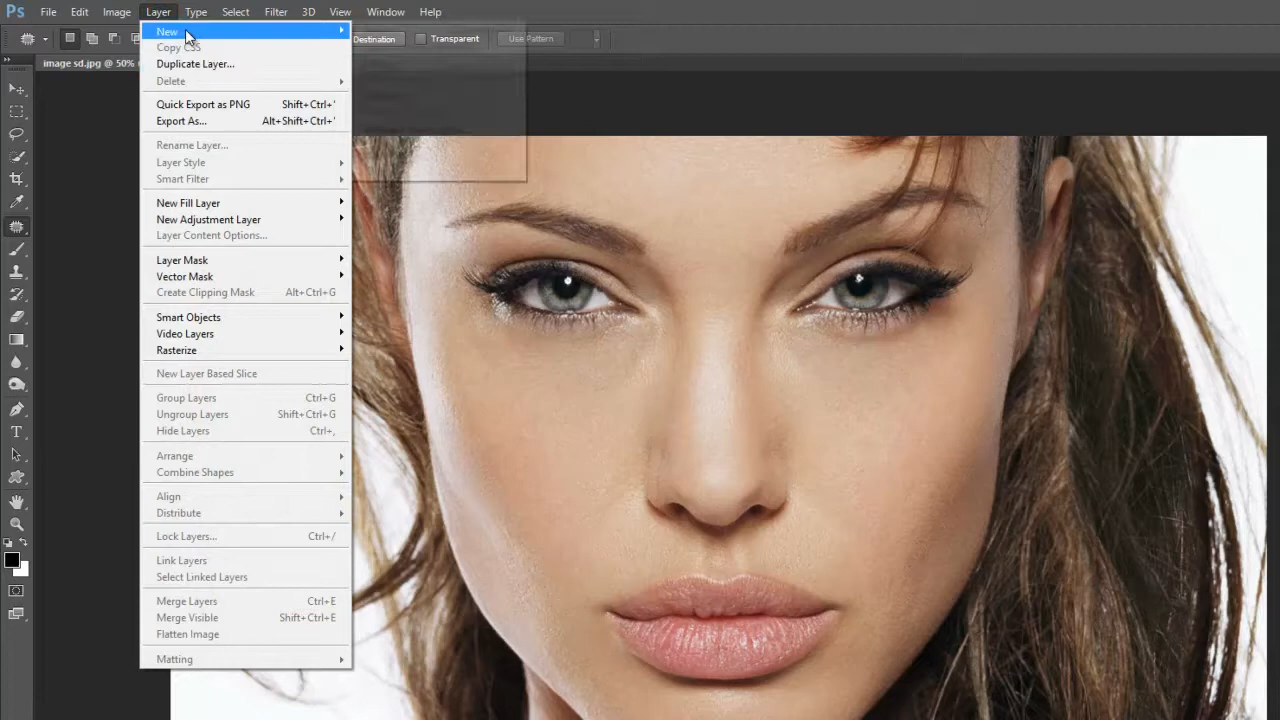 Ps File Edit Image Layer Type Select Filter 3D View Window Help
Destination Transparent Use Pattern
image sd.jpg @ 50%
New
Copy CSS
Duplicate Layer...
Delete
Quick Export as PNG Shift+Ctrl+'
Export As... Alt+Shift+Ctrl+'
Rename Layer...
Layer Style
Smart Filter
New Fill Layer
New Adjustment Layer
Layer Content Options...
Layer Mask
Vector Mask
Create Clipping Mask Alt+Ctrl+G
Smart Objects
Video Layers
Rasterize
New Layer Based Slice
Group Layers Ctrl+G
Ungroup Layers Shift+Ctrl+G
Hide Layers Ctrl+,
Arrange
Combine Shapes
Align
Distribute
Lock Layers... Ctrl+/
Link Layers
Select Linked Layers
Merge Layers Ctrl+E
Merge Visible Shift+Ctrl+E
Flatten Image
Matting